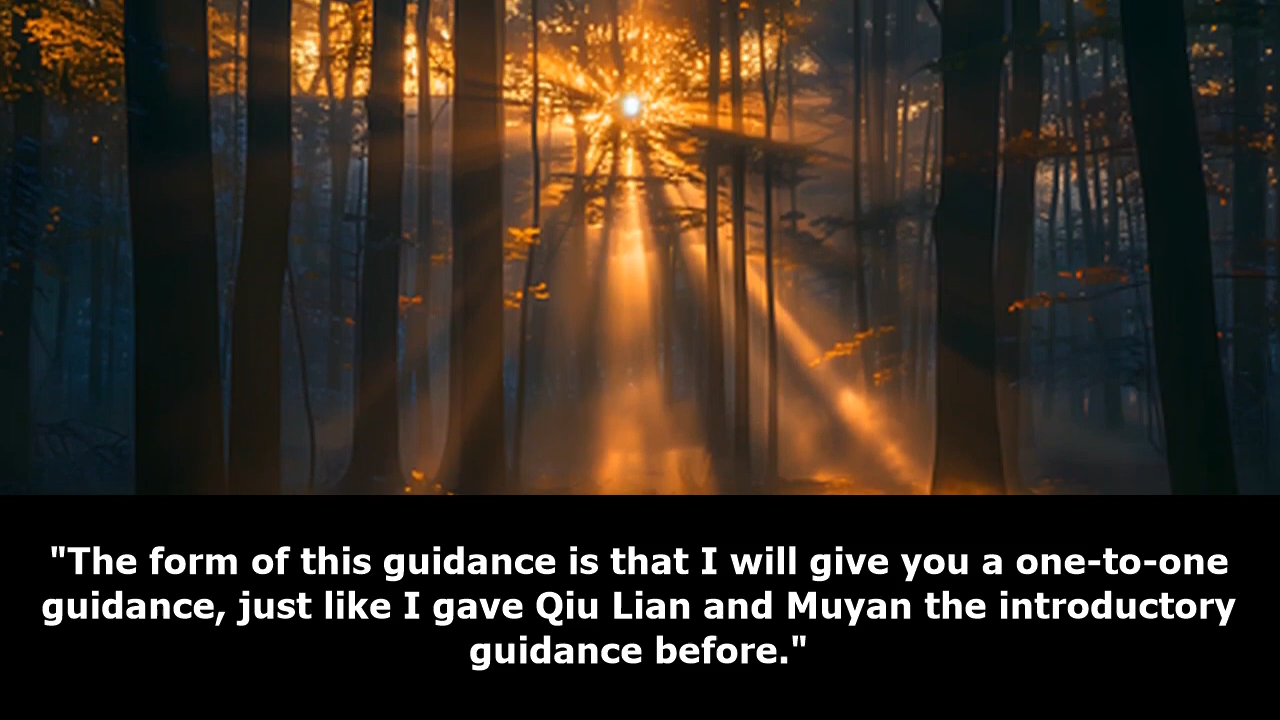 "The form of this guidance is that I will give you a one-to-one
guidance, just like I gave Qiu Lian and Muyan the introductory
guidance before."